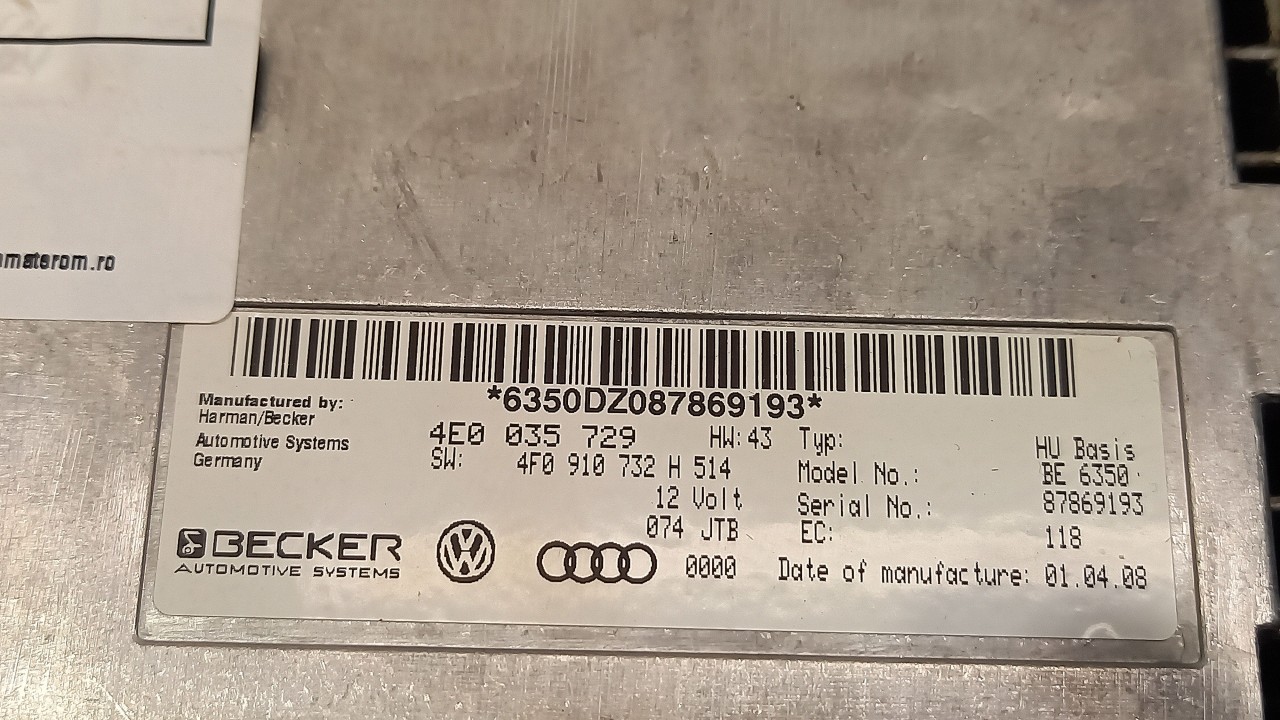 materom.ro
*6350DZ087869193*
Manufactured by:
Harman/Becker
Automotive Systems
Germany
4E0 035 729 HW:43
SW: 4F0 910 732 H 514
12 Volt
074 JTB
0000
Typ: HU Basis
Model No.: BE 6350
Serial No.: 87869193
EC: 118
Date of manufacture: 01.04.08
BECKER
AUTOMOTIVE SYSTEMS